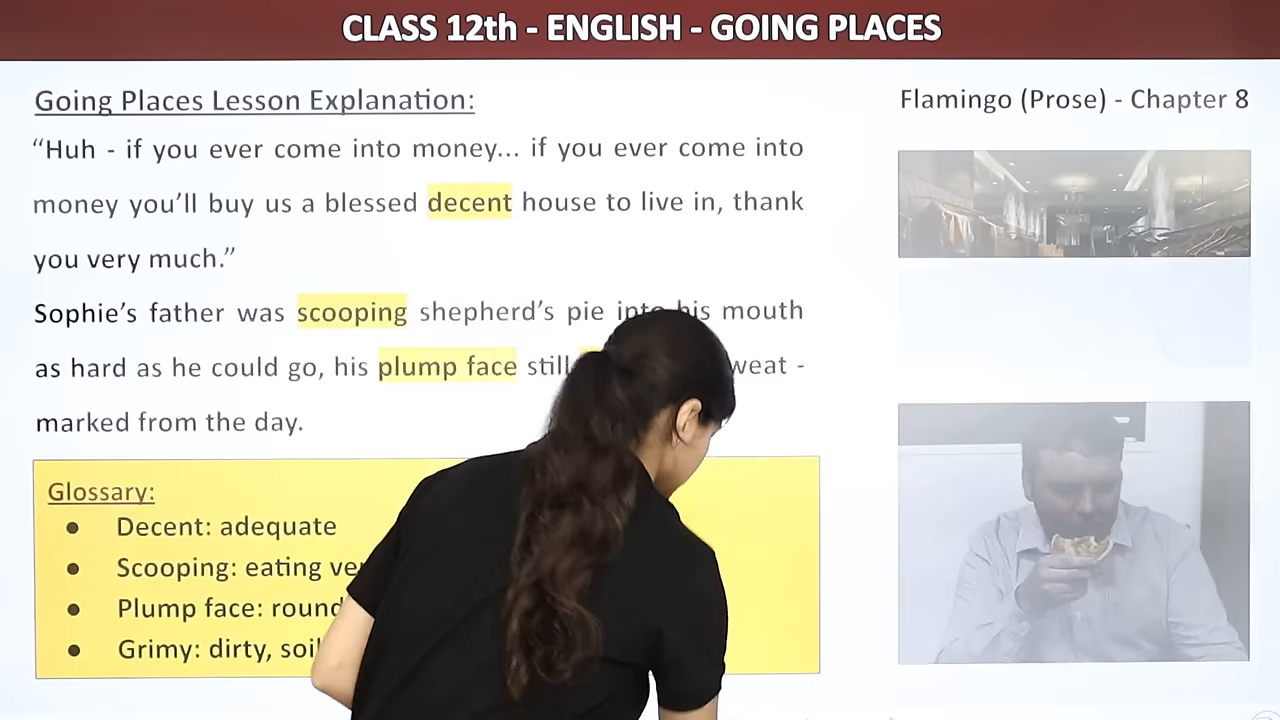 CLASS 12th - ENGLISH - GOING PLACES
Going Places Lesson Explanation:
Flamingo (Prose) - Chapter 8
“Huh - if you ever come into money... if you ever come into
money you’ll buy us a blessed decent house to live in, thank
you very much.”
Sophie’s father was scooping shepherd’s pie into his mouth
as hard as he could go, his plump face still weat -
marked from the day.
Glossary:
● Decent: adequate
● Scooping: eating
● Plump face: round
● Grimy: dirty,